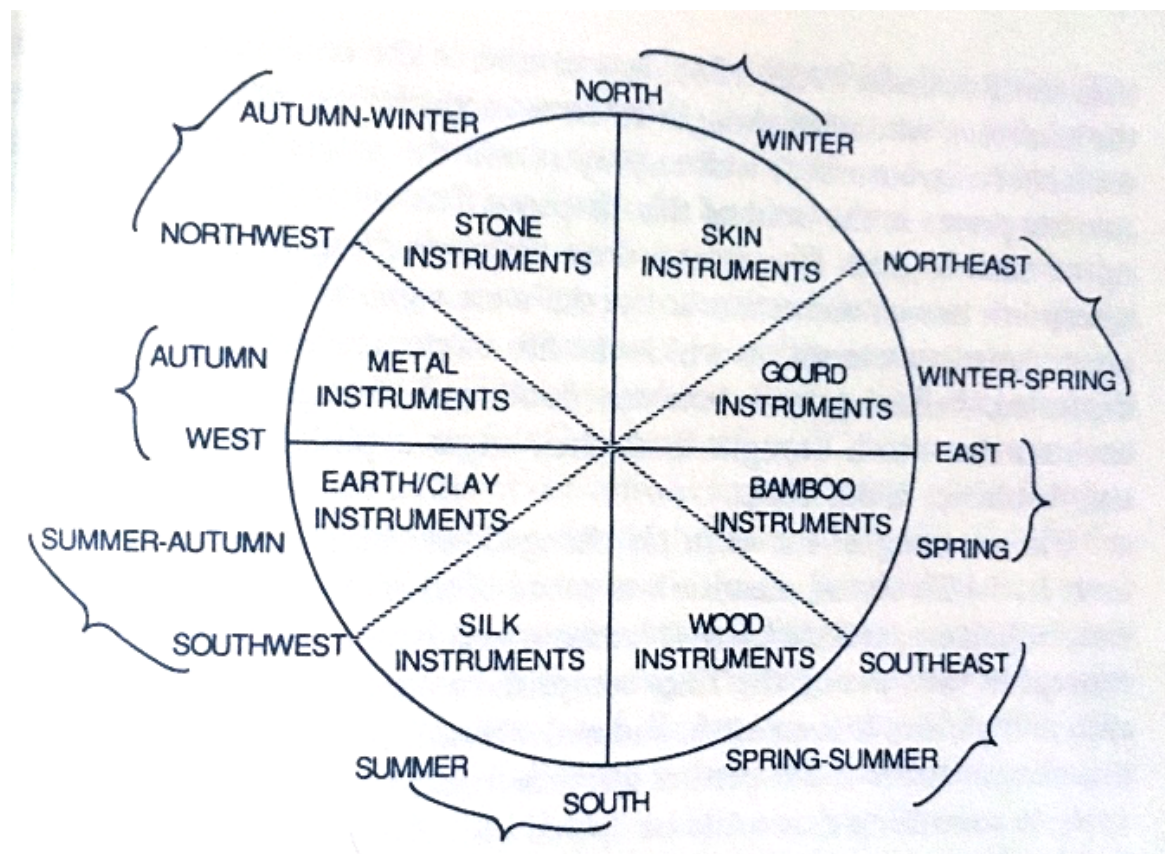 NORTH
AUTUMN-WINTER
WINTER
NORTHWEST
STONE
INSTRUMENTS
SKIN
INSTRUMENTS
NORTHEAST
AUTUMN
METAL
INSTRUMENTS
GOURD
INSTRUMENTS
WINTER-SPRING
WEST
EAST
EARTH/CLAY
INSTRUMENTS
BAMBOO
INSTRUMENTS
SUMMER-AUTUMN
SPRING
SOUTHWEST
SILK
INSTRUMENTS
WOOD
INSTRUMENTS
SOUTHEAST
SUMMER
SPRING-SUMMER
SOUTH